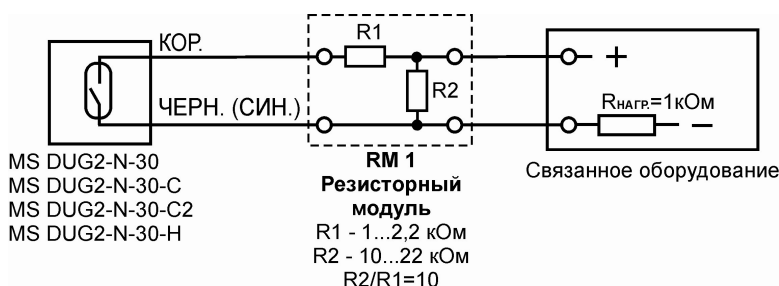 КОР.
R1
+
R2
ЧЕРН. (СИН.)
RНАГР.=1кОм
−
MS DUG2-N-30
MS DUG2-N-30-C
MS DUG2-N-30-C2
MS DUG2-N-30-H
RM 1
Резисторный
модуль
R1 - 1...2,2 кОм
R2 - 10...22 кОм
R2/R1=10
Связанное оборудование